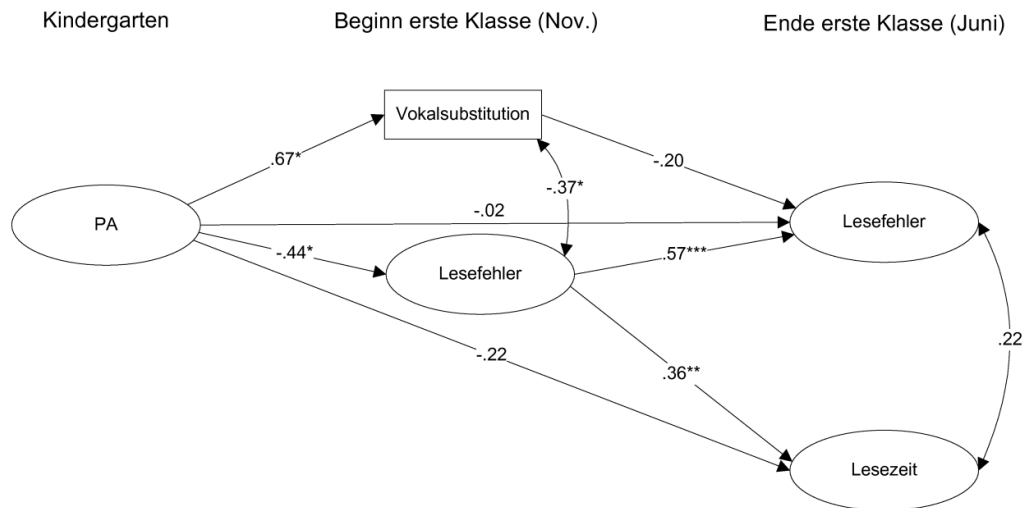 Kindergarten
Beginn erste Klasse (Nov.)
Ende erste Klasse (Juni)
Vokalsubstitution
.67*
-.20
-.37*
PA
-.02
Lesefehler
-.44*
Lesefehler
.57***
-.22
.36**
.22
Lesezeit